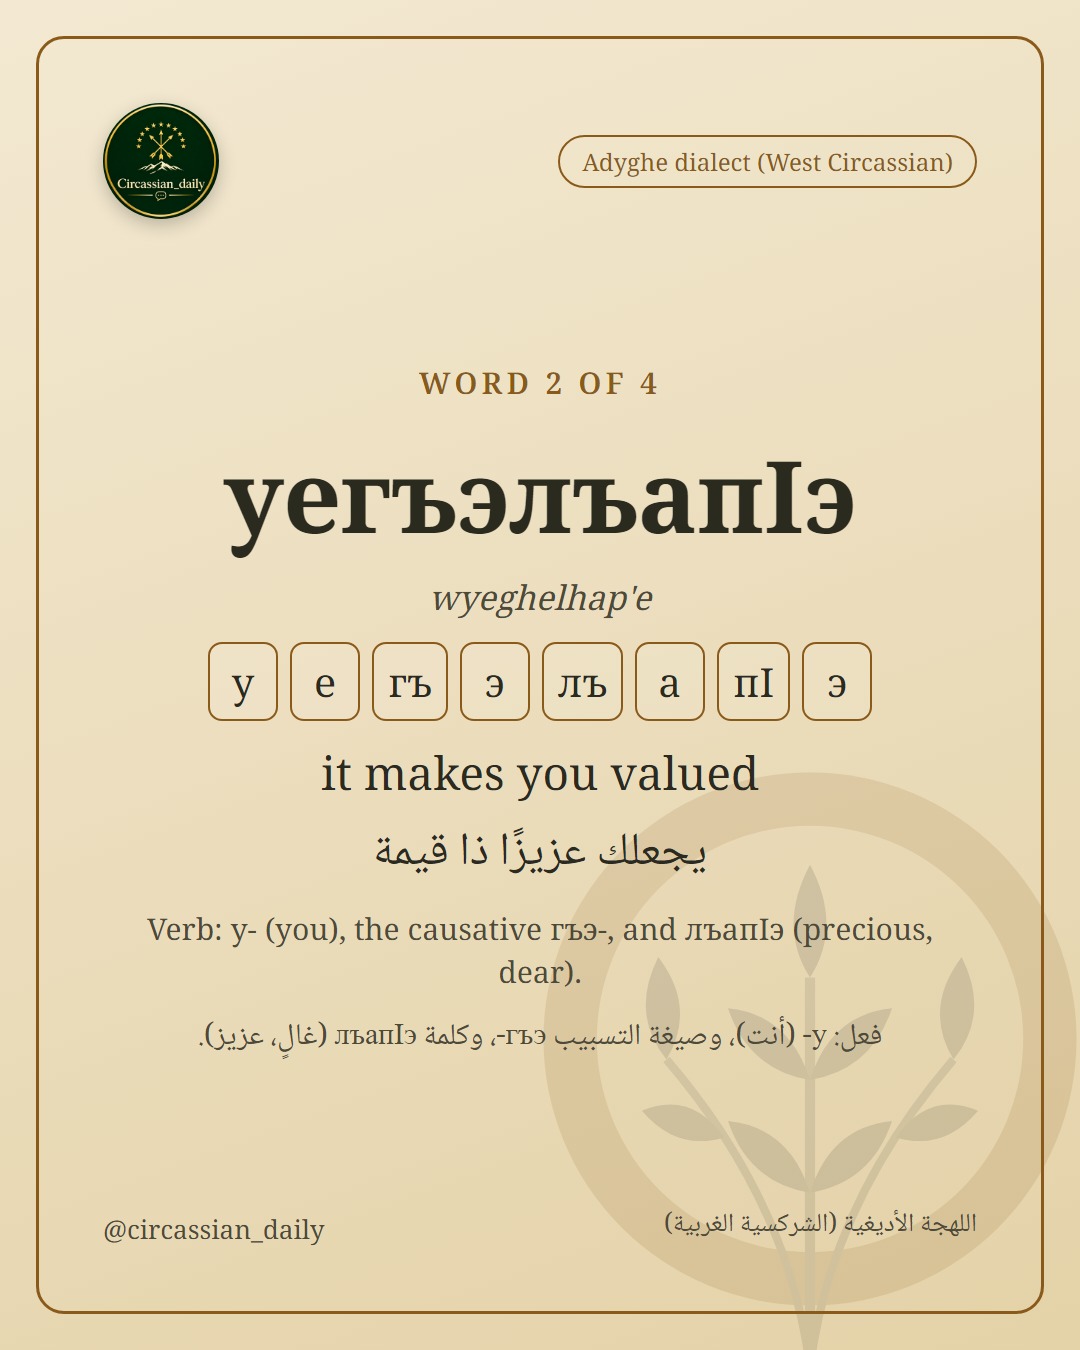 Circassian_daily
Adyghe dialect (West Circassian)
WORD 2 OF 4
уегъэлъапӏэ
wyeghelhap'e
у е гъ э лъ а пӏ э
it makes you valued
يجعلك عزيزًا ذا قيمة
Verb: у- (you), the causative гъэ-, and лъапӏэ (precious,
dear).
فعل: у- (أنت)، وصيغة التسبيب гъэ-، وكلمة лъапӏэ (غالٍ، عزيز).
@circassian_daily
اللهجة الأديغية (الشركسية الغربية)